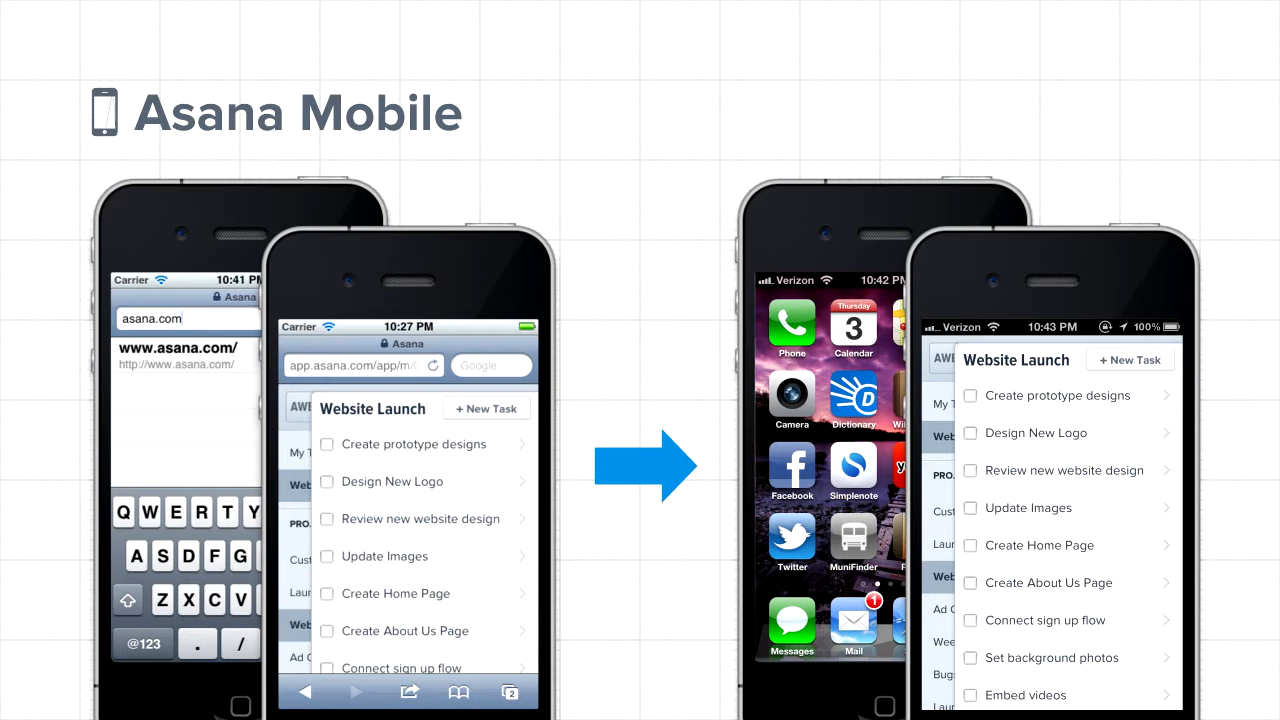 Asana Mobile
Carrier 10:41 PM
Asana
asana.com
www.asana.com/
http://www.asana.com/
Q W E R T Y
A S D F G
Z X C V
@123 . /
Carrier 10:27 PM
Asana
app.asana.com/app/m/ Google
AWE
Website Launch + New Task
Create prototype designs
My T
Design New Logo
Web
Review new website design
PRO
Update Images
Cust
Create Home Page
Laun
Create About Us Page
Web
Connect sign up flow
Ad C
2
Verizon 10:42 PM
Thursday
3
Phone Calendar
Camera Dictionary Wil
Facebook Simplenote
Twitter MuniFinder F
1
Messages Mail
Verizon 10:43 PM 100%
AWE
Website Launch + New Task
Create prototype designs
My T
Design New Logo
Web
Review new website design
PRO.
Update Images
Cust
Create Home Page
Laun
Create About Us Page
Web
Connect sign up flow
Ad C
Set background photos
Wee
Embed videos
Bugs
Laun